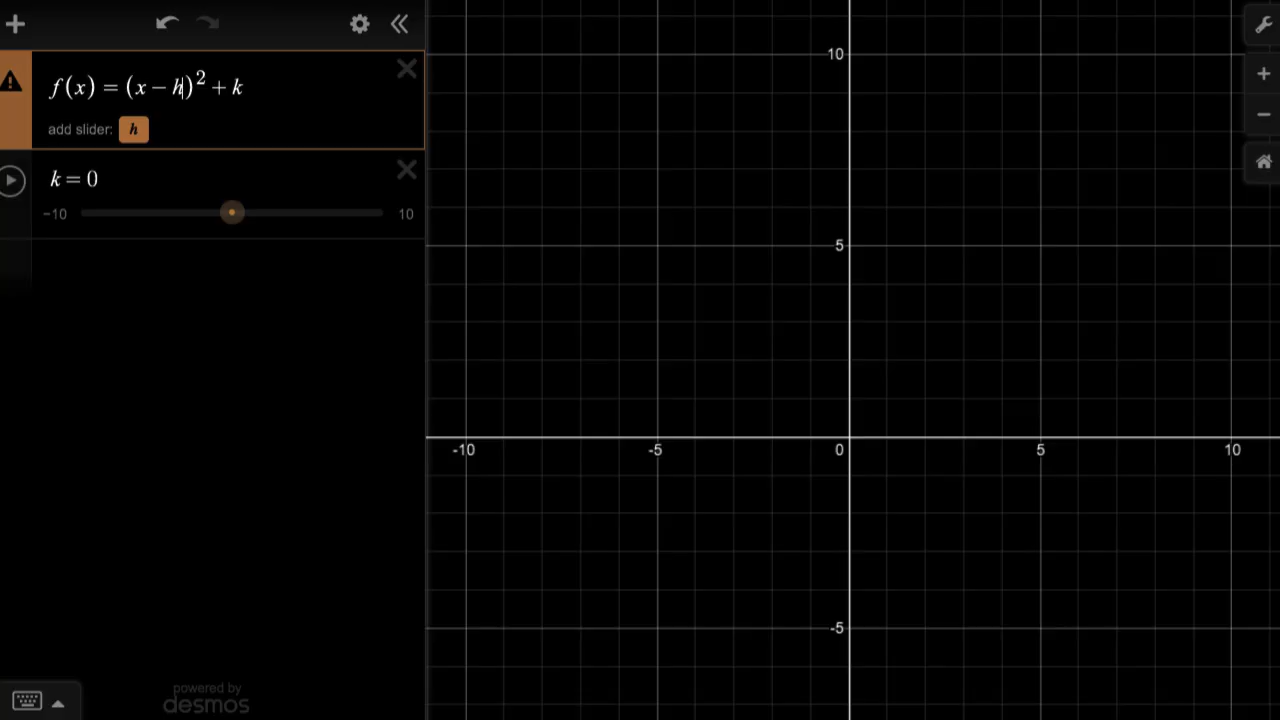 f(x) = (x − h)² + k
add slider: h
k = 0
−10 10
powered by
desmos
10
5
-10 -5 0 5 10
-5